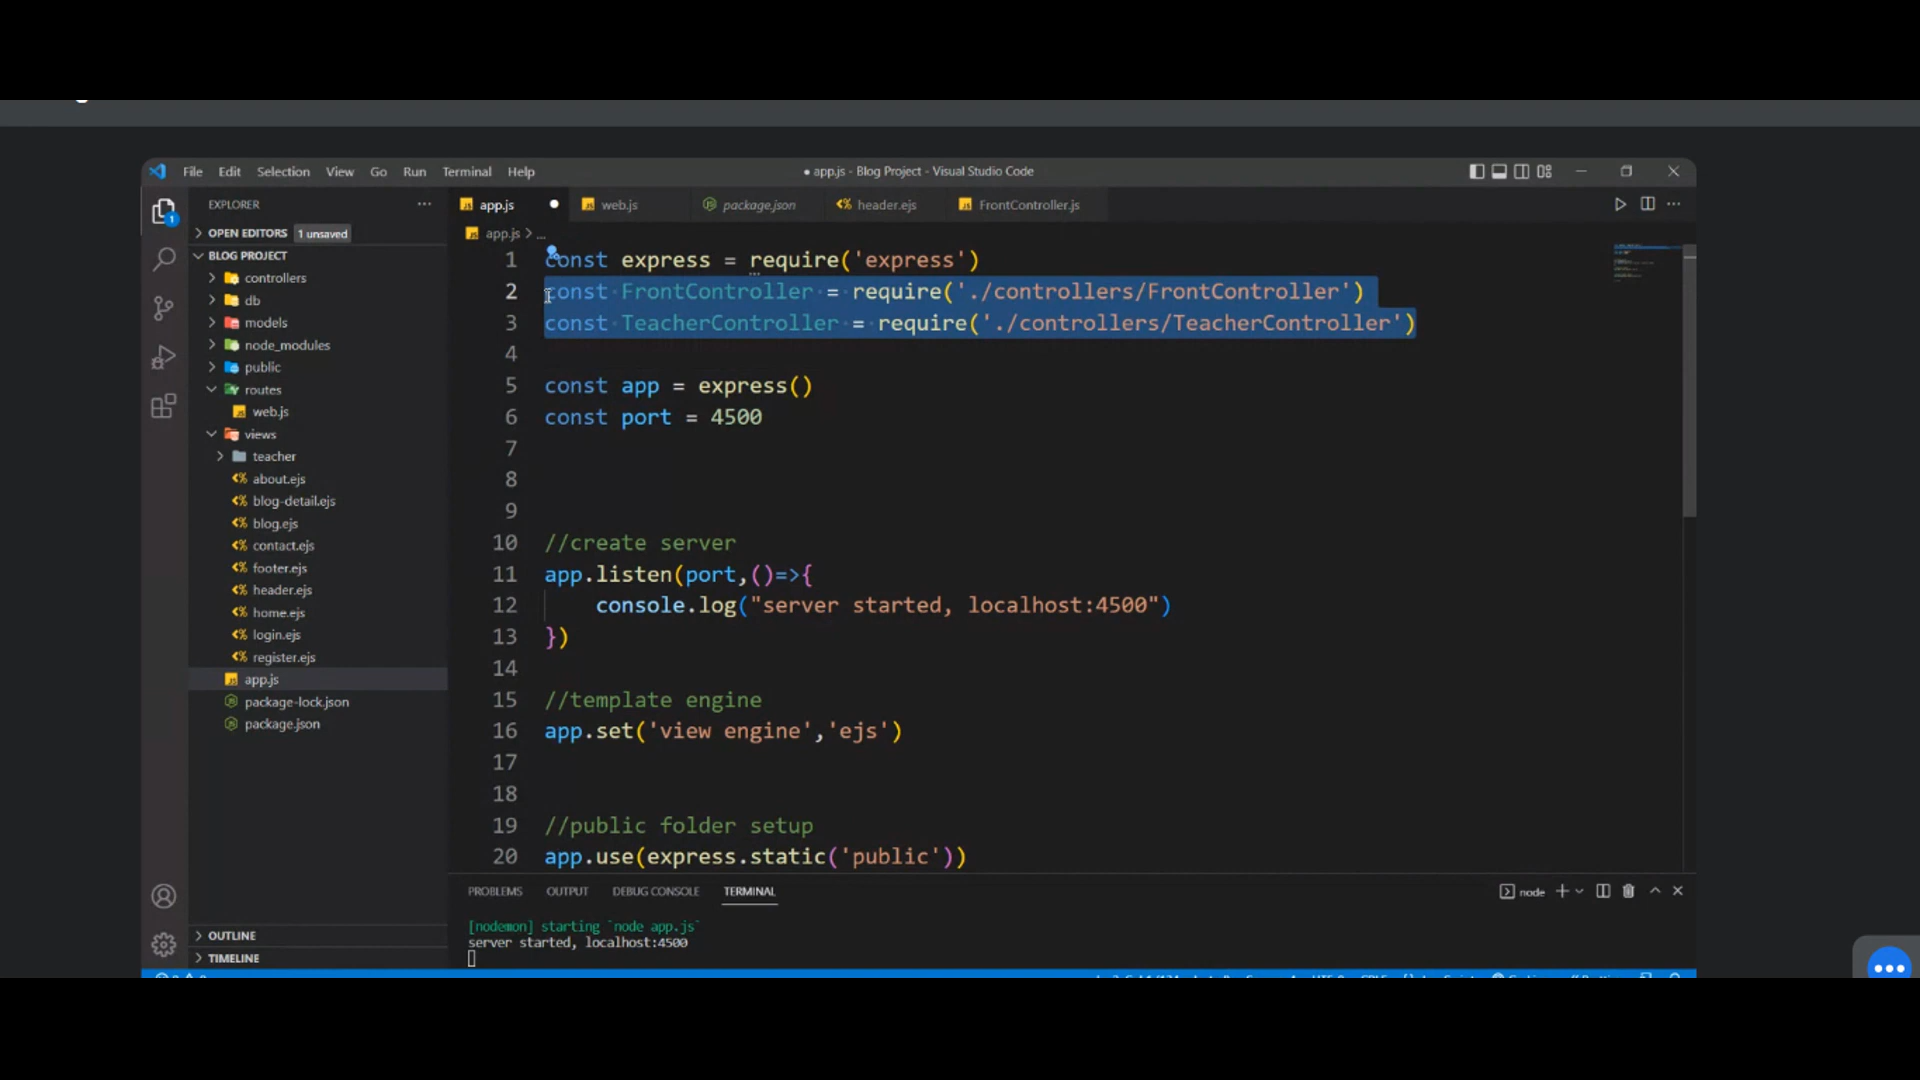 File Edit Selection View Go Run Terminal Help
● app.js - Blog Project - Visual Studio Code
EXPLORER
OPEN EDITORS 1 unsaved
BLOG PROJECT
controllers
db
models
node_modules
public
routes
web.js
views
teacher
about.ejs
blog-detail.ejs
blog.ejs
contact.ejs
footer.ejs
header.ejs
home.ejs
login.ejs
register.ejs
app.js
package-lock.json
package.json
OUTLINE
TIMELINE
1
app.js web.js package.json header.ejs FrontController.js
app.js > ...
1 const express = require('express')
2 const FrontController = require('./controllers/FrontController')
3 const TeacherController = require('./controllers/TeacherController')
4
5 const app = express()
6 const port = 4500
7
8
9
10 //create server
11 app.listen(port,()=>{
12 console.log("server started, localhost:4500")
13 })
14
15 //template engine
16 app.set('view engine','ejs')
17
18
19 //public folder setup
20 app.use(express.static('public'))
PROBLEMS OUTPUT DEBUG CONSOLE TERMINAL
node
[nodemon] starting `node app.js`
server started, localhost:4500